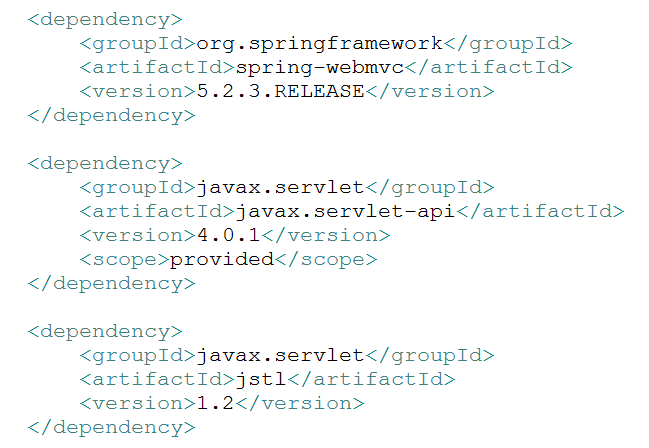 <dependency>
    <groupId>org.springframework</groupId>
    <artifactId>spring-webmvc</artifactId>
    <version>5.2.3.RELEASE</version>
</dependency>

<dependency>
    <groupId>javax.servlet</groupId>
    <artifactId>javax.servlet-api</artifactId>
    <version>4.0.1</version>
    <scope>provided</scope>
</dependency>

<dependency>
    <groupId>javax.servlet</groupId>
    <artifactId>jstl</artifactId>
    <version>1.2</version>
</dependency>